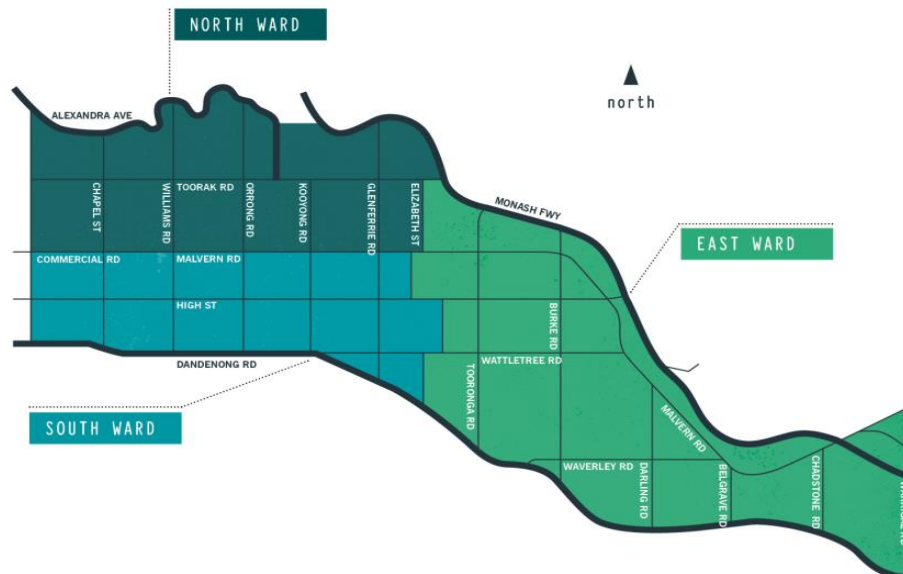 NORTH WARD
north
ALEXANDRA AVE
CHAPEL ST
WILLIAMS RD
TOORAK RD
ORRONG RD
KOOYONG RD
GLENFERRIE RD
ELIZABETH ST
MONASH FWY
EAST WARD
COMMERCIAL RD
MALVERN RD
HIGH ST
BURKE RD
DANDENONG RD
WATTLETREE RD
TOORONGA RD
MALVERN RD
SOUTH WARD
WAVERLEY RD
DARLING RD
BELGRAVE RD
CHADSTONE RD